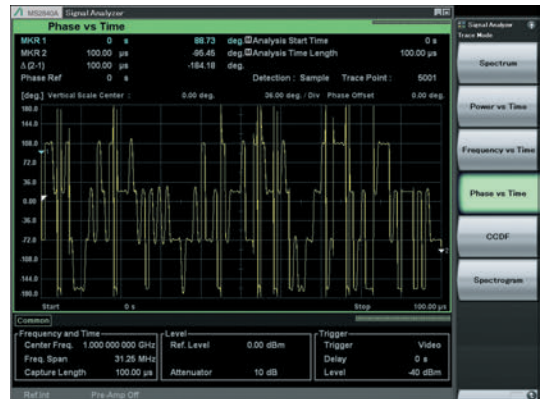 MS2840A Signal Analyzer
Phase vs Time
MKR 1 0 s 88.73 deg. Analysis Start Time 0 s
MKR 2 100.00 µs -95.45 deg. Analysis Time Length 100.00 µs
Δ (2-1) 100.00 µs -184.18 deg.
Phase Ref 0 s Detection : Sample Trace Point : 5001
[deg.] Vertical Scale Center : 0.00 deg. 36.00 deg. / Div Phase Offset 0.00 deg.
180.0
144.0
108.0
72.0
36.0
0.00
-36.0
-72.0
-108.0
-144.0
-180.0
1
2
Start 0 s Stop 100.00 µs
Common
Frequency and Time Level Trigger
Center Freq. 1.000 000 000 GHz Ref. Level 0.00 dBm Trigger Video
Freq. Span 31.25 MHz Delay 0 s
Capture Length 100.00 µs Attenuator 10 dB Level -40 dBm
Ref.Int Pre-Amp Off
Signal Analyzer
Trace Mode
Spectrum
Power vs Time
Frequency vs Time
Phase vs Time
CCDF
Spectrogram